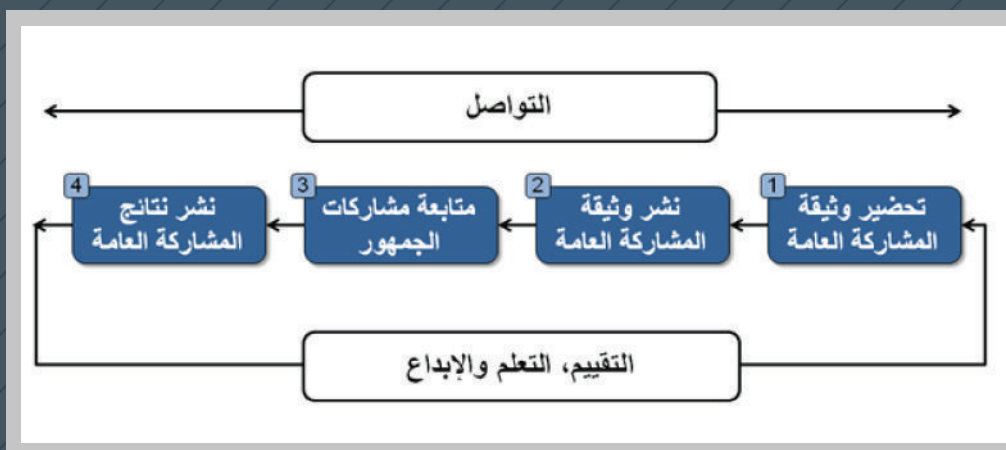 التواصل
1
تحضير وثيقة
المشاركة العامة
2
نشر وثيقة
المشاركة العامة
3
متابعة مشاركات
الجمهور
4
نشر نتائج
المشاركة العامة
التقييم، التعلم والإبداع